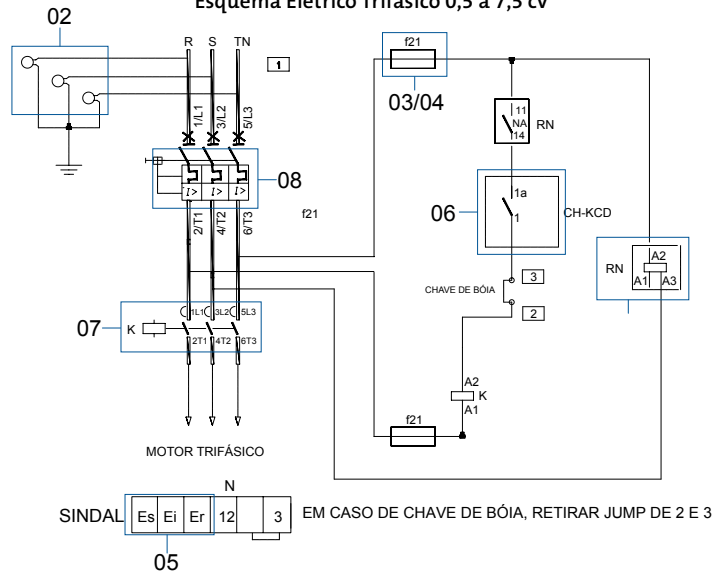 Esquema Elétrico Trifásico 0,5 a 7,5 cv
02
R S TN
1
f21
03/04
1/L1 3/L2 5/L3
11
NA
14
RN
I> I> I>
08
2/T1 4/T2 6/T3
f21
06
1a
1
CH-KCD
RN
A2
A1 A3
CHAVE DE BÓIA
3
2
07
K
1L1 3L2 5L3
2T1 4T2 6T3
A2
K
A1
f21
MOTOR TRIFÁSICO
N
SINDAL Es Ei Er 12 3 EM CASO DE CHAVE DE BÓIA, RETIRAR JUMP DE 2 E 3
05